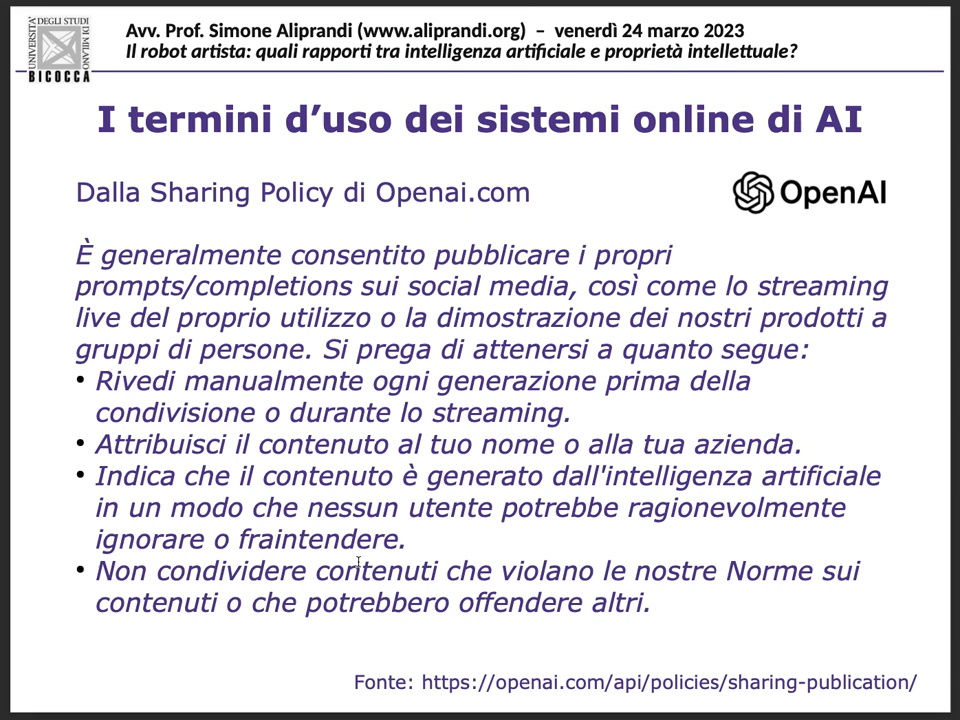 Avv. Prof. Simone Aliprandi (www.aliprandi.org) – venerdì 24 marzo 2023
Il robot artista: quali rapporti tra intelligenza artificiale e proprietà intellettuale?
UNIVERSITÀ
DEGLI STUDI
DI MILANO
BICOCCA
I termini d’uso dei sistemi online di AI
Dalla Sharing Policy di Openai.com
OpenAI
È generalmente consentito pubblicare i propri
prompts/completions sui social media, così come lo streaming
live del proprio utilizzo o la dimostrazione dei nostri prodotti a
gruppi di persone. Si prega di attenersi a quanto segue:
• Rivedi manualmente ogni generazione prima della
condivisione o durante lo streaming.
• Attribuisci il contenuto al tuo nome o alla tua azienda.
• Indica che il contenuto è generato dall'intelligenza artificiale
in un modo che nessun utente potrebbe ragionevolmente
ignorare o fraintendere.
• Non condividere contenuti che violano le nostre Norme sui
contenuti o che potrebbero offendere altri.
Fonte: https://openai.com/api/policies/sharing-publication/